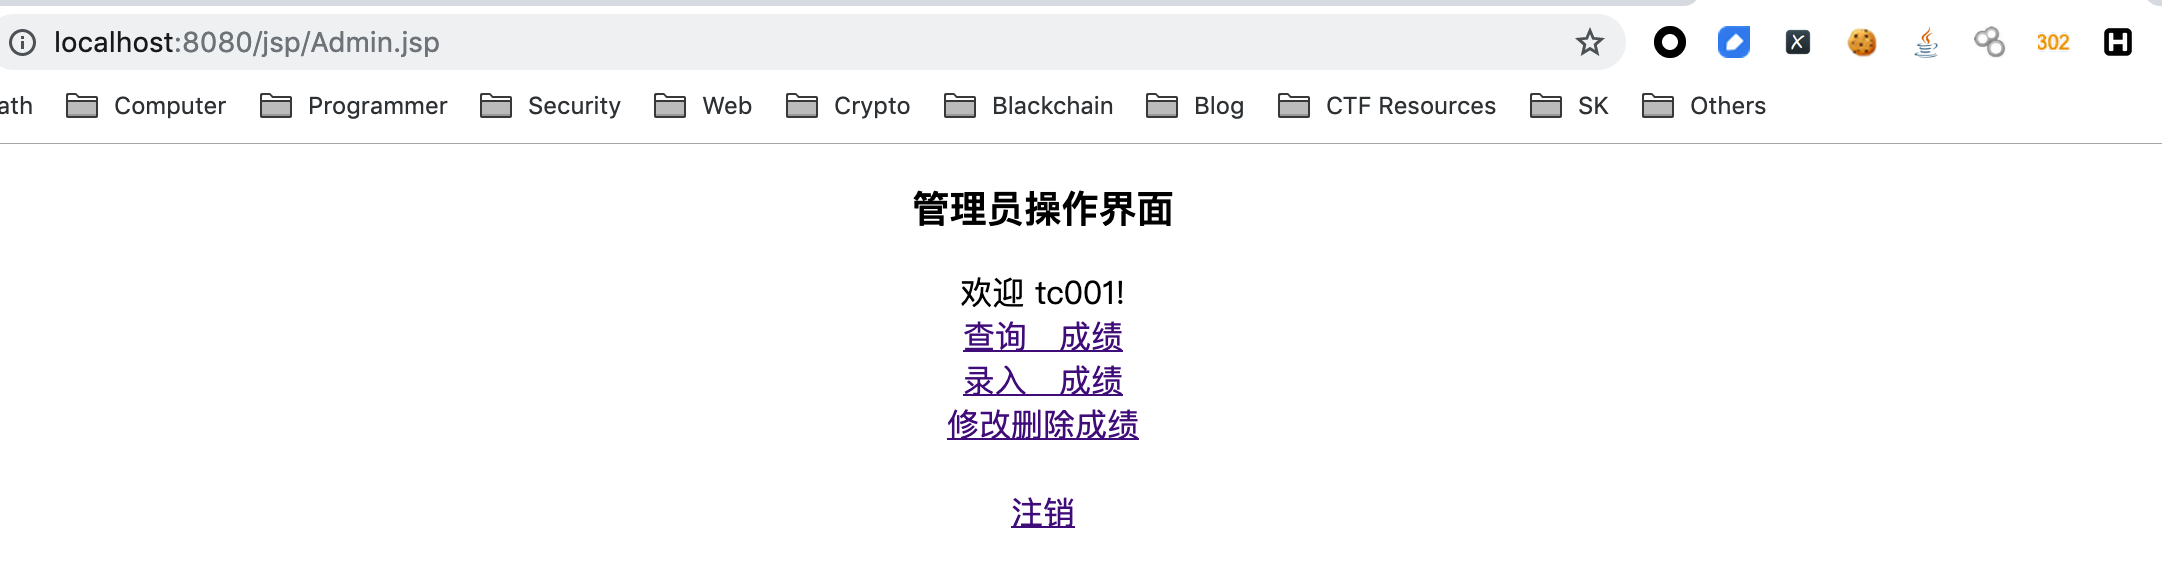 localhost:8080/jsp/Admin.jsp
302
ath Computer Programmer Security Web Crypto Blackchain Blog CTF Resources SK Others
管理员操作界面
欢迎 tc001!
查询　成绩
录入　成绩
修改删除成绩
注销